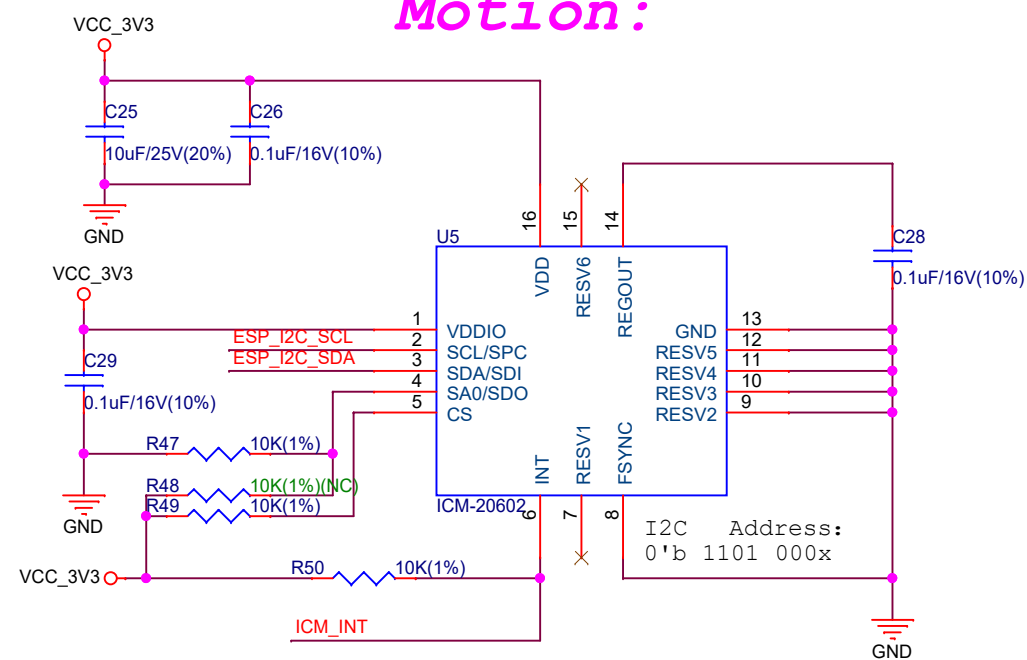 Motion:
VCC_3V3
C25
10uF/25V(20%)
C26
0.1uF/16V(10%)
GND
16
15
14
U5
VDD
RESV6
REGOUT
C28
0.1uF/16V(10%)
VCC_3V3
C29
0.1uF/16V(10%)
GND
ESP_I2C_SCL
ESP_I2C_SDA
1
2
3
4
5
VDDIO
SCL/SPC
SDA/SDI
SA0/SDO
CS
GND
RESV5
RESV4
RESV3
RESV2
13
12
11
10
9
R47 10K(1%)
R48 10K(1%)(NC)
R49 10K(1%)
INT
RESV1
FSYNC
ICM-20602
6
7
8
I2C Address:
0'b 1101 000x
VCC_3V3
R50 10K(1%)
ICM_INT
GND